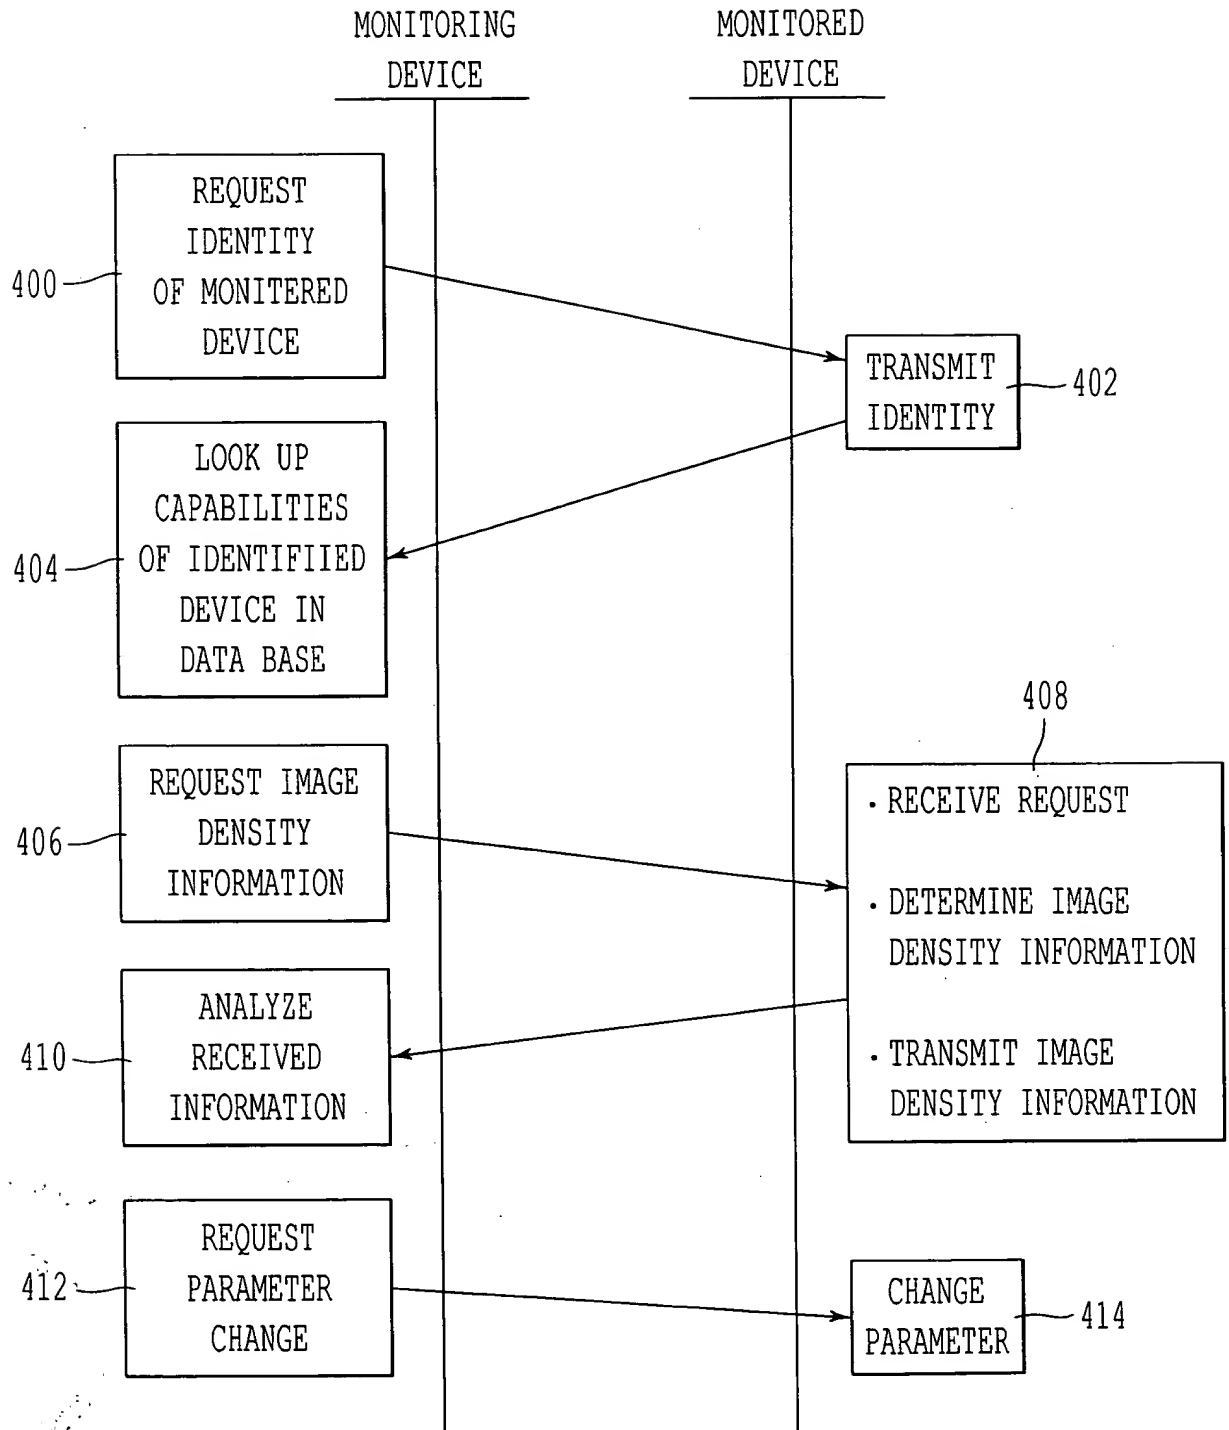 MONITORING
DEVICE
MONITORED
DEVICE
REQUEST
IDENTITY
OF MONITERED
DEVICE
400
TRANSMIT
IDENTITY
402
LOOK UP
CAPABILITIES
OF IDENTIFIIED
DEVICE IN
DATA BASE
404
408
REQUEST IMAGE
DENSITY
INFORMATION
406
· RECEIVE REQUEST
· DETERMINE IMAGE
DENSITY INFORMATION
· TRANSMIT IMAGE
DENSITY INFORMATION
ANALYZE
RECEIVED
INFORMATION
410
REQUEST
PARAMETER
CHANGE
412
CHANGE
PARAMETER
414